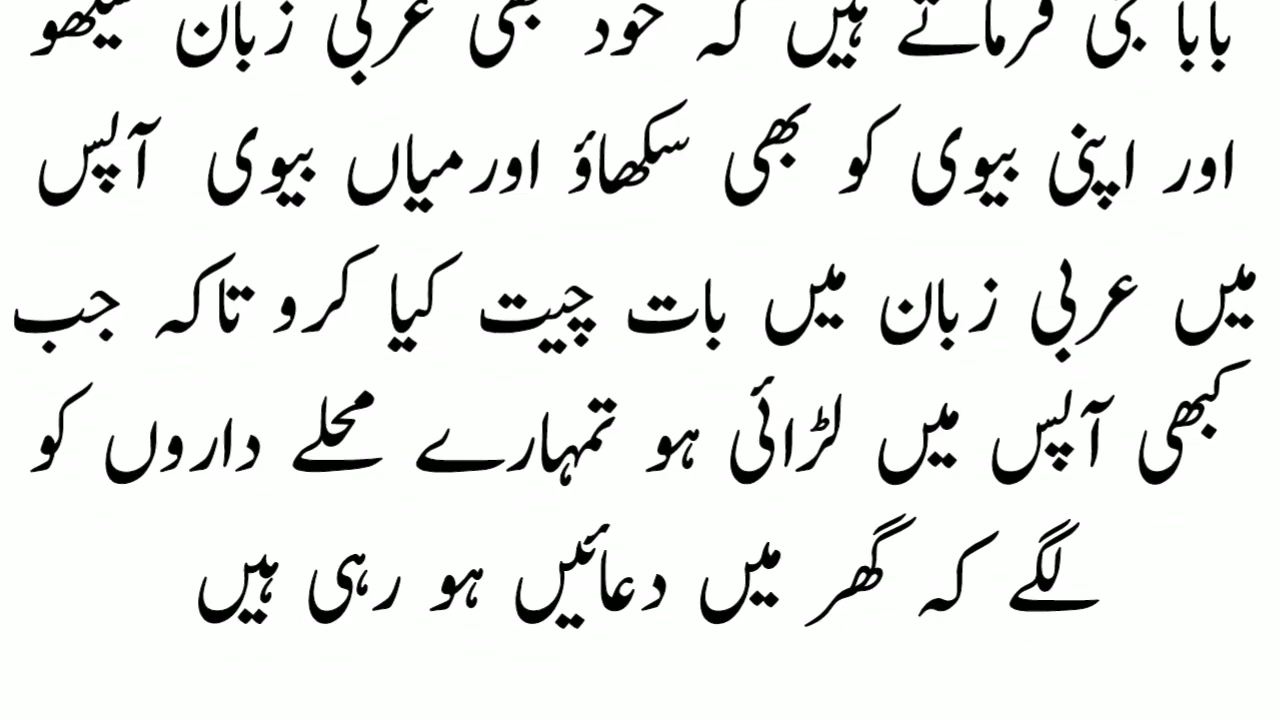 بابا جی فرماتے ہیں کہ خود بھی عربی زبان سیکھو
اور اپنی بیوی کو بھی سکھاؤ اورمیاں بیوی آپس
میں عربی زبان میں بات چیت کیا کرو تاکہ جب
کبھی آپس میں لڑائی ہو تمہارے محلے داروں کو
لگے کہ گھر میں دعائیں ہو رہی ہیں